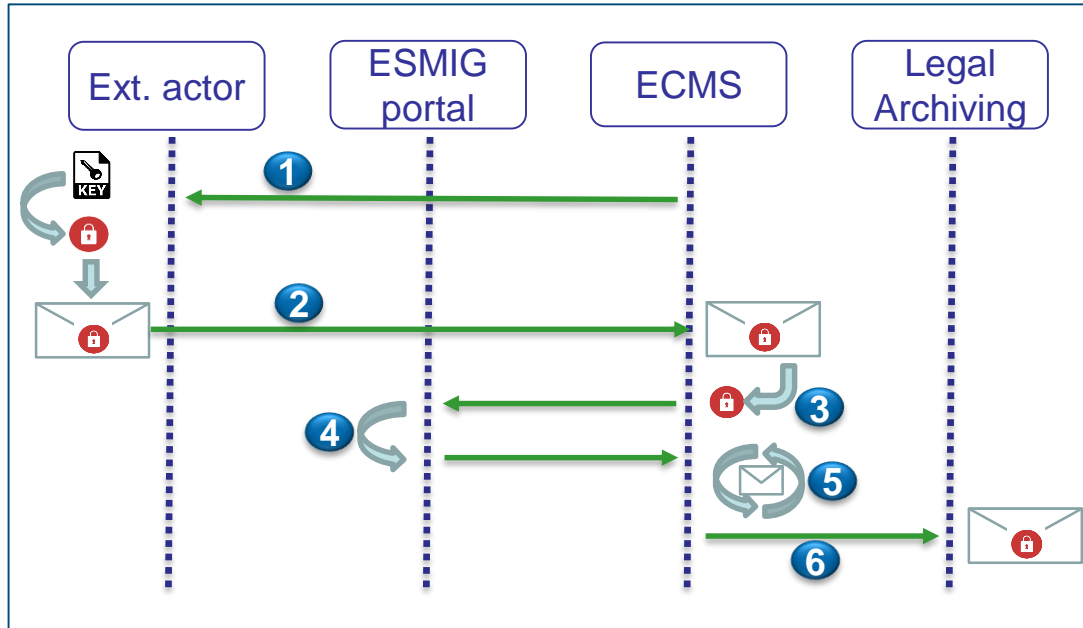 Ext. actor
ESMIG
portal
ECMS
Legal
Archiving
KEY
1
2
3
4
5
6